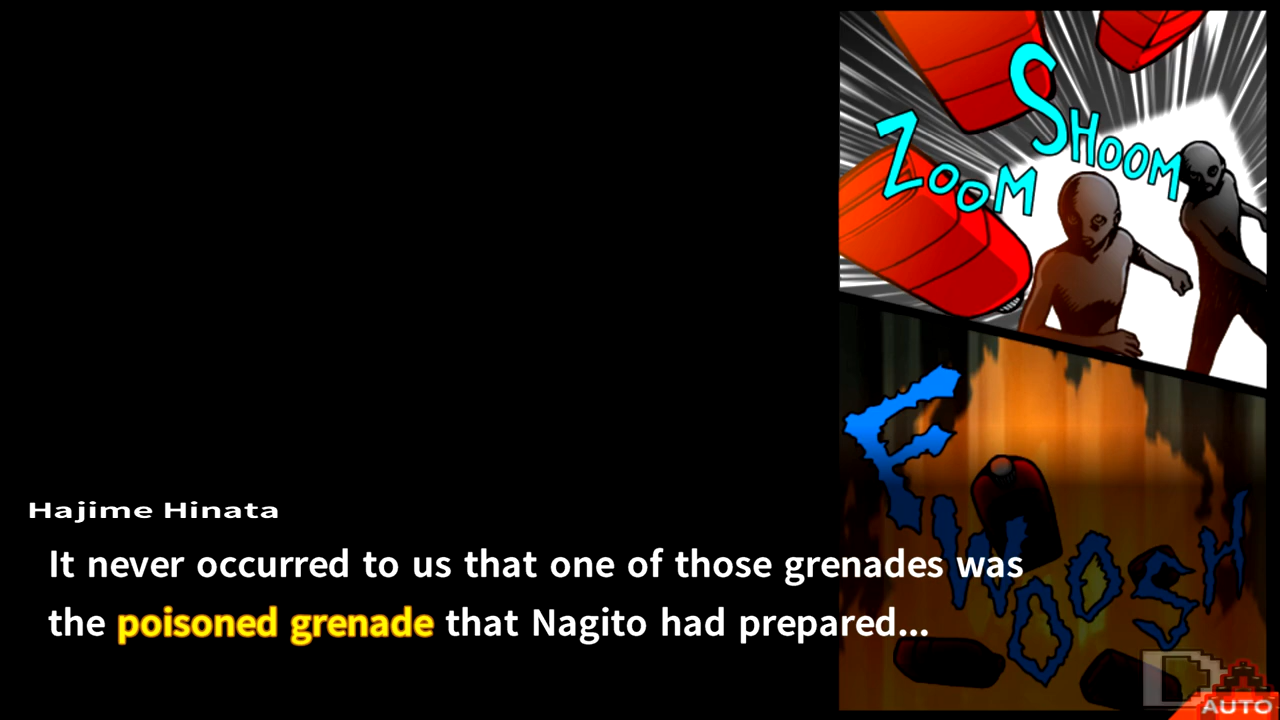 ZOOM
SHOOM
FWOOSH
Hajime Hinata
It never occurred to us that one of those grenades was
the poisoned grenade that Nagito had prepared...
AUTO